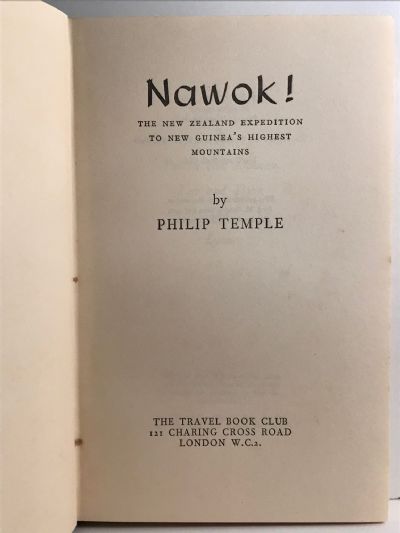 Nawok!
THE NEW ZEALAND EXPEDITION
TO NEW GUINEA'S HIGHEST
MOUNTAINS
by
PHILIP TEMPLE
THE TRAVEL BOOK CLUB
121 CHARING CROSS ROAD
LONDON W.C.2.